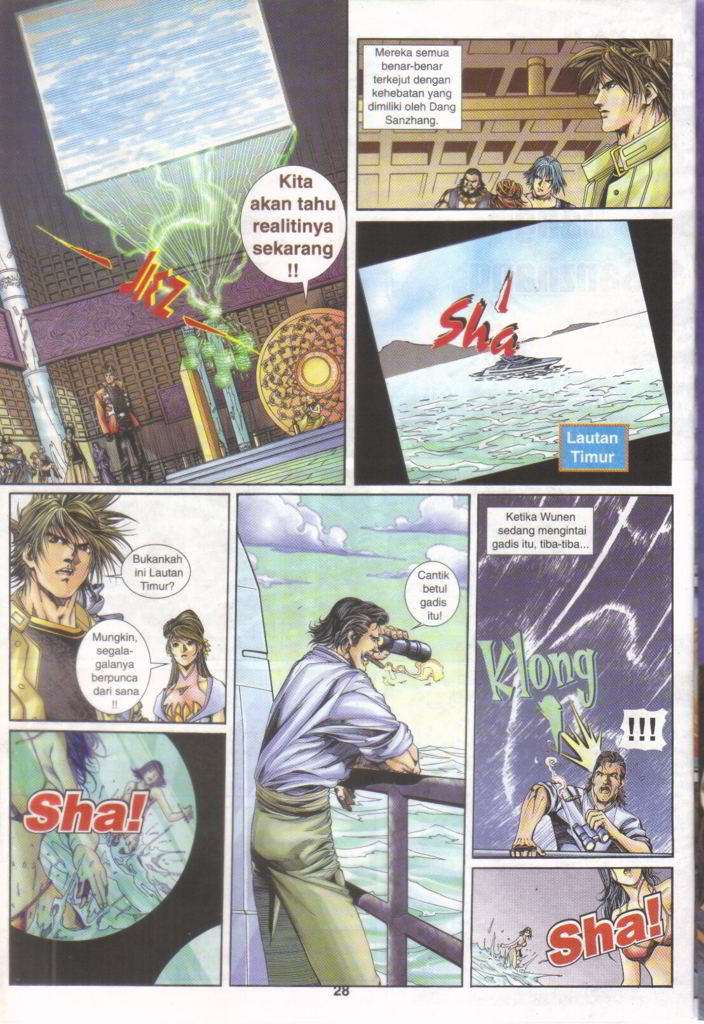 Kita
akan tahu
realitinya
sekarang
!!
Mereka semua
benar-benar
terkejut dengan
kehebatan yang
dimiliki oleh Dang
Sanzhang.
Sha
Lautan
Timur
Bukankah
ini Lautan
Timur?
Mungkin,
segala-
galanya
berpunca
dari sana
!!
Sha!
Cantik
betul
gadis
itu!
Ketika Wunen
sedang mengintai
gadis itu, tiba-tiba...
Klong
!!!
Sha!
28